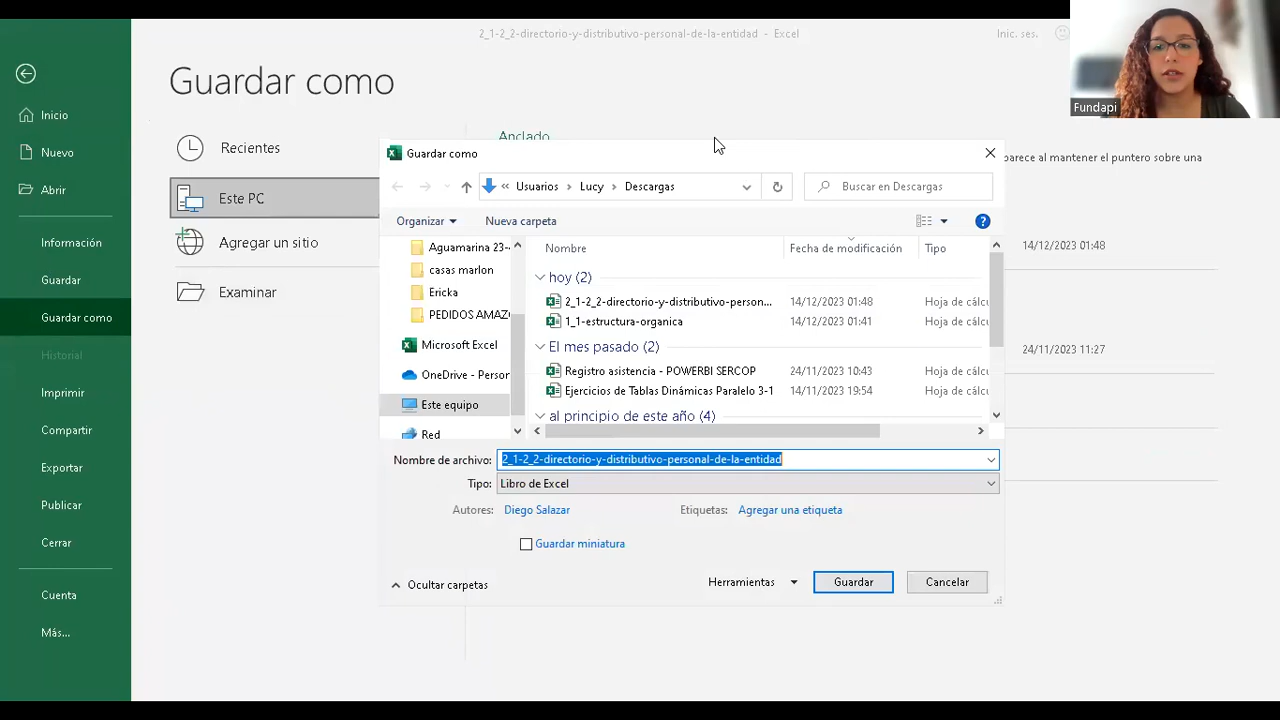 2_1-2_2-directorio-y-distributivo-personal-de-la-entidad - Excel
Inic. ses.
Fundapi
Guardar como
Inicio
Nuevo
Abrir
Información
Guardar
Guardar como
Historial
Imprimir
Compartir
Exportar
Publicar
Cerrar
Cuenta
Más...
Recientes
Este PC
Agregar un sitio
Examinar
Anclado
parece al mantener el puntero sobre una
14/12/2023 01:48
24/11/2023 11:27
Guardar como
Usuarios
Lucy
Descargas
Buscar en Descargas
Organizar
Nueva carpeta
Aguamarina 23-
casas marlon
Ericka
PEDIDOS AMAZ
Microsoft Excel
OneDrive - Person
Este equipo
Red
Nombre
Fecha de modificación
Tipo
hoy (2)
2_1-2_2-directorio-y-distributivo-person... 14/12/2023 01:48 Hoja de cálcu
1_1-estructura-organica 14/12/2023 01:41 Hoja de cálcu
El mes pasado (2)
Registro asistencia - POWERBI SERCOP 24/11/2023 10:43 Hoja de cálcu
Ejercicios de Tablas Dinámicas Paralelo 3-1 14/11/2023 19:54 Hoja de cálcu
al principio de este año (4)
Nombre de archivo: 2_1-2_2-directorio-y-distributivo-personal-de-la-entidad
Tipo: Libro de Excel
Autores: Diego Salazar
Etiquetas: Agregar una etiqueta
Guardar miniatura
Ocultar carpetas
Herramientas
Guardar
Cancelar